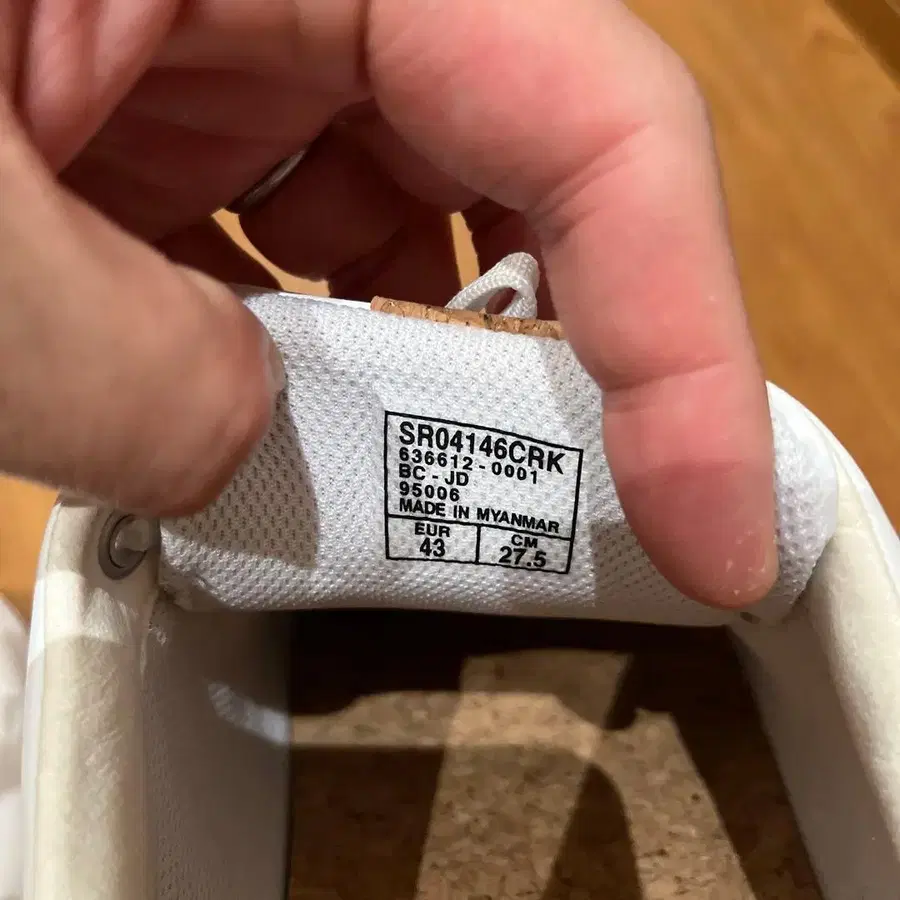 SR04146CRK
636612-0001
BC-JD
95006
MADE IN MYANMAR
EUR CM
43 27.5